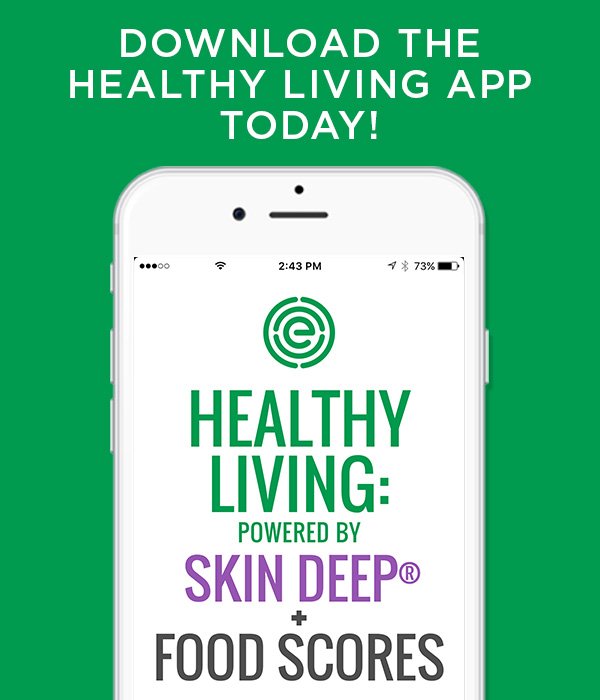 DOWNLOAD THE
HEALTHY LIVING APP
TODAY!
2:43 PM 73%
e
HEALTHY
LIVING:
POWERED BY
SKIN DEEP®
+
FOOD SCORES